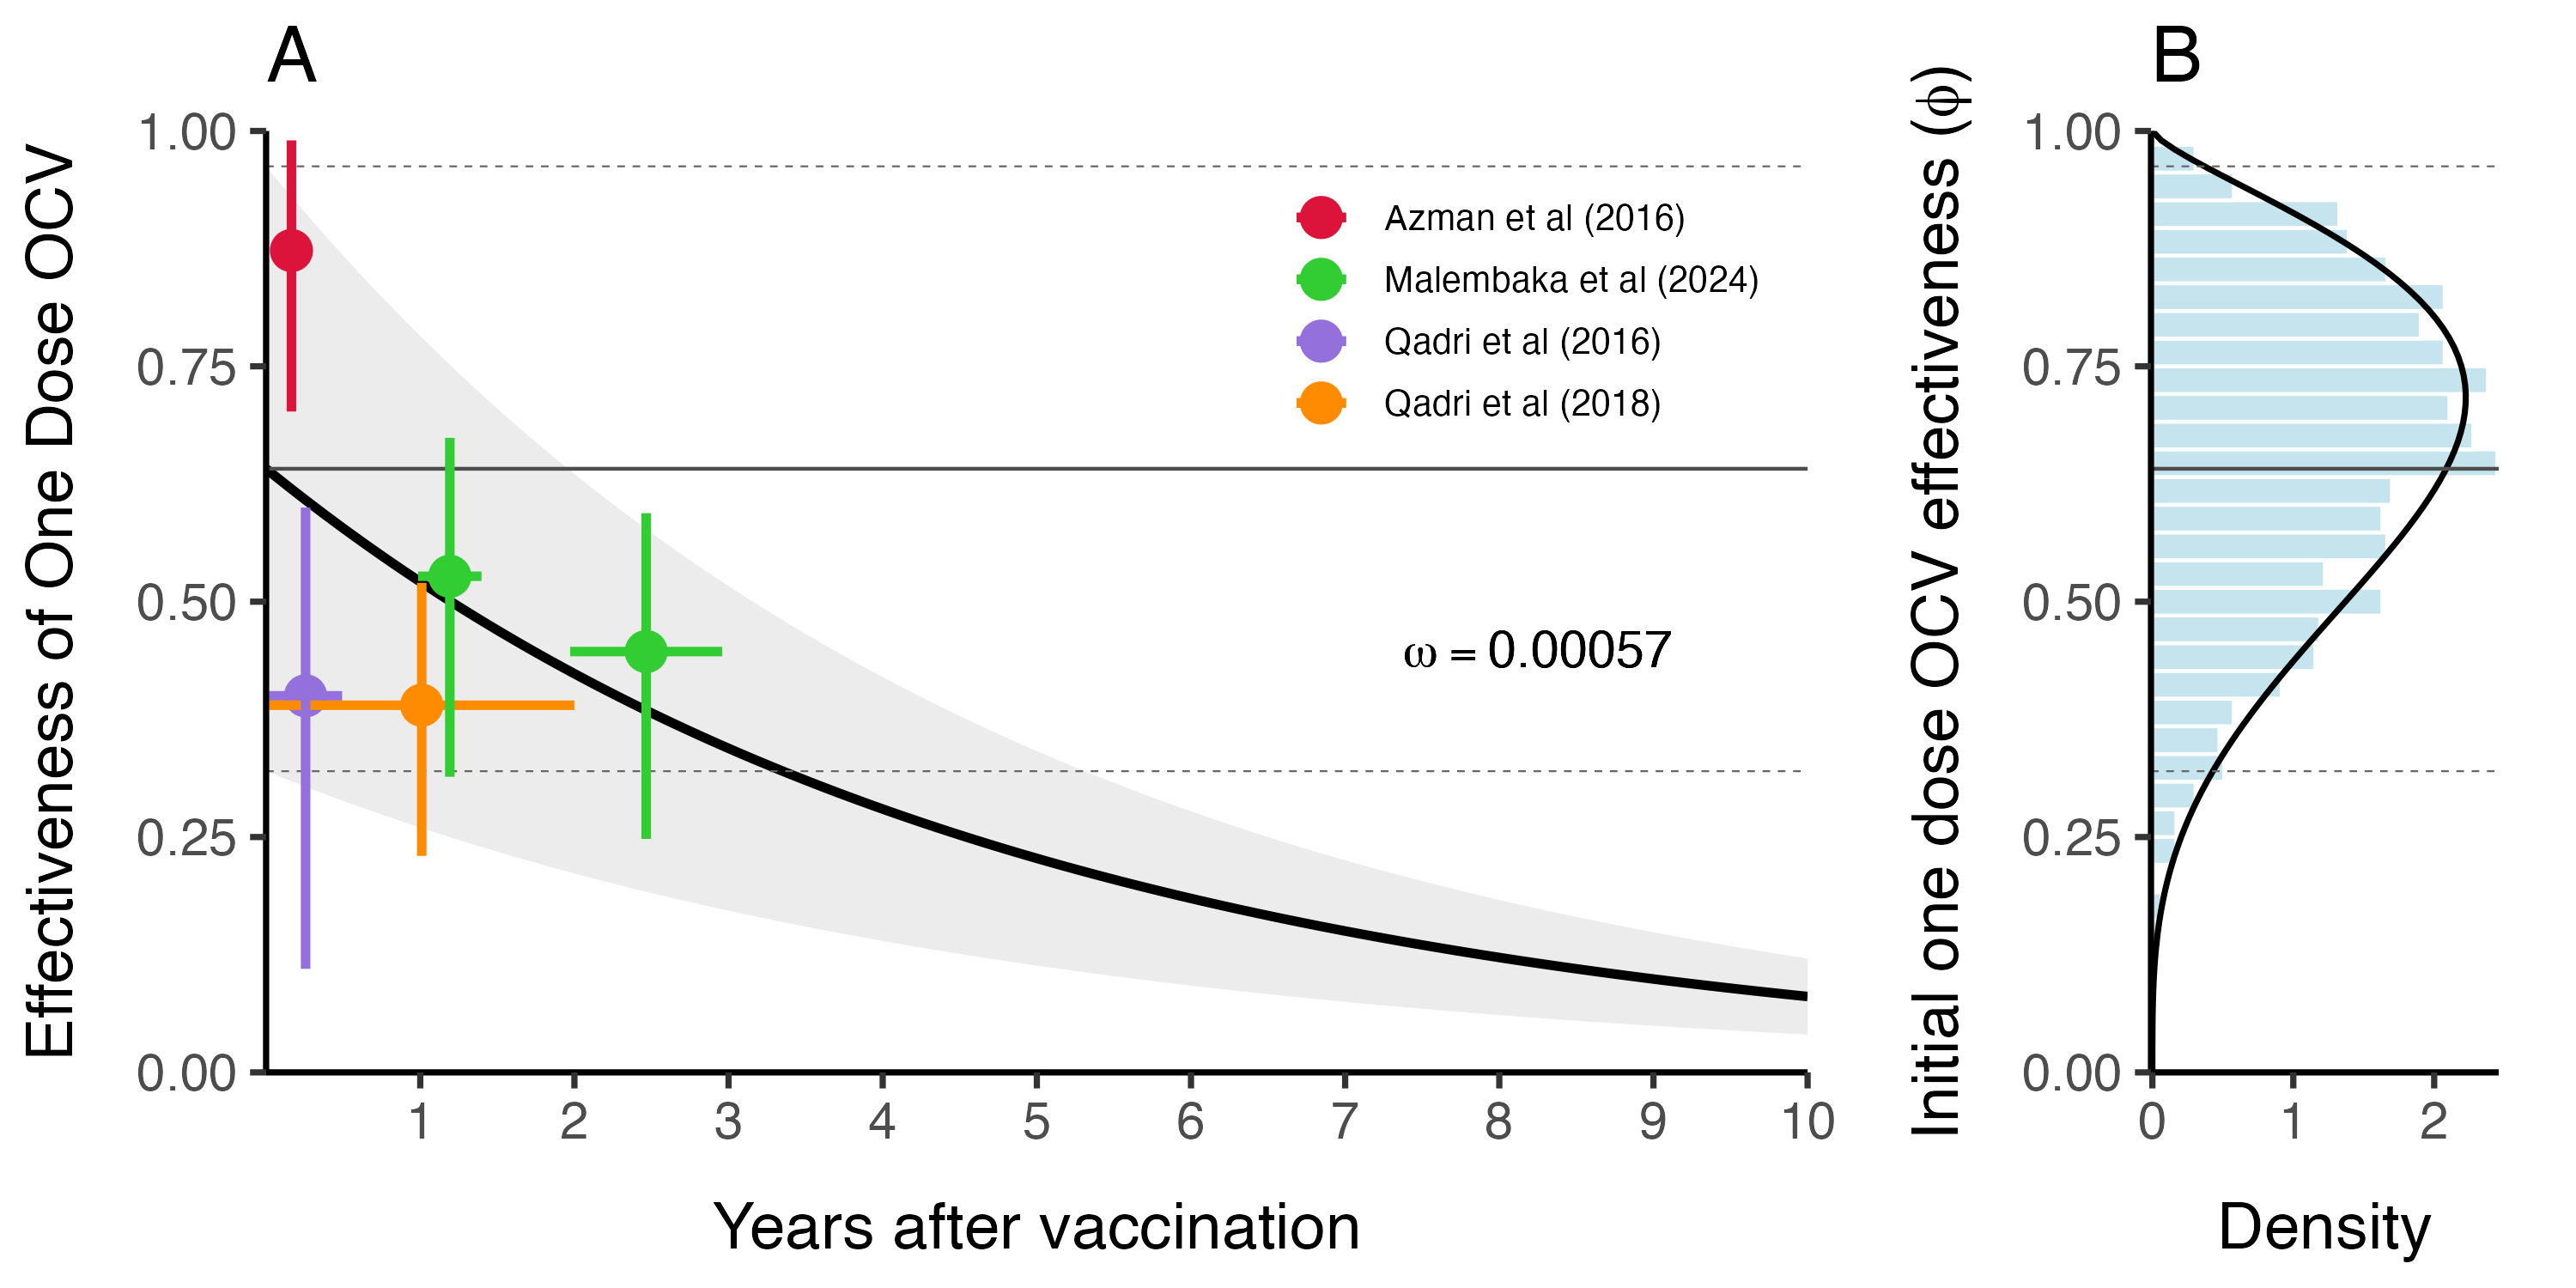 A
Effectiveness of One Dose OCV
1.00
0.75
0.50
0.25
0.00
Azman et al (2016)
Malembaka et al (2024)
Qadri et al (2016)
Qadri et al (2018)
ω = 0.00057
1 2 3 4 5 6 7 8 9 10
Years after vaccination
B
Initial one dose OCV effectiveness (ϕ)
1.00
0.75
0.50
0.25
0.00
0 1 2
Density